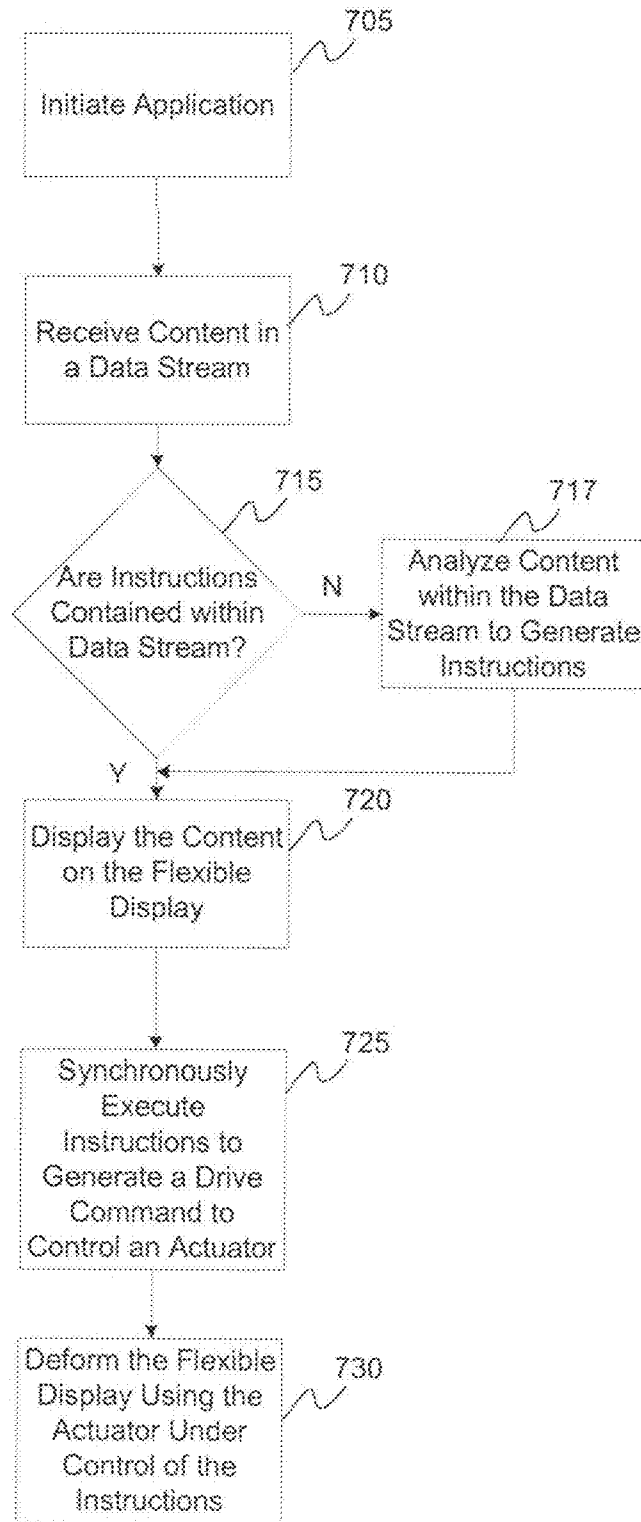 705
Initiate Application
710
Receive Content in
a Data Stream
715
Are Instructions
Contained within
Data Stream?
N
717
Analyze Content
within the Data
Stream to Generate
Instructions
Y
720
Display the Content
on the Flexible
Display
725
Synchronously
Execute
Instructions to
Generate a Drive
Command to
Control an Actuator
730
Deform the Flexible
Display Using the
Actuator Under
Control of the
Instructions